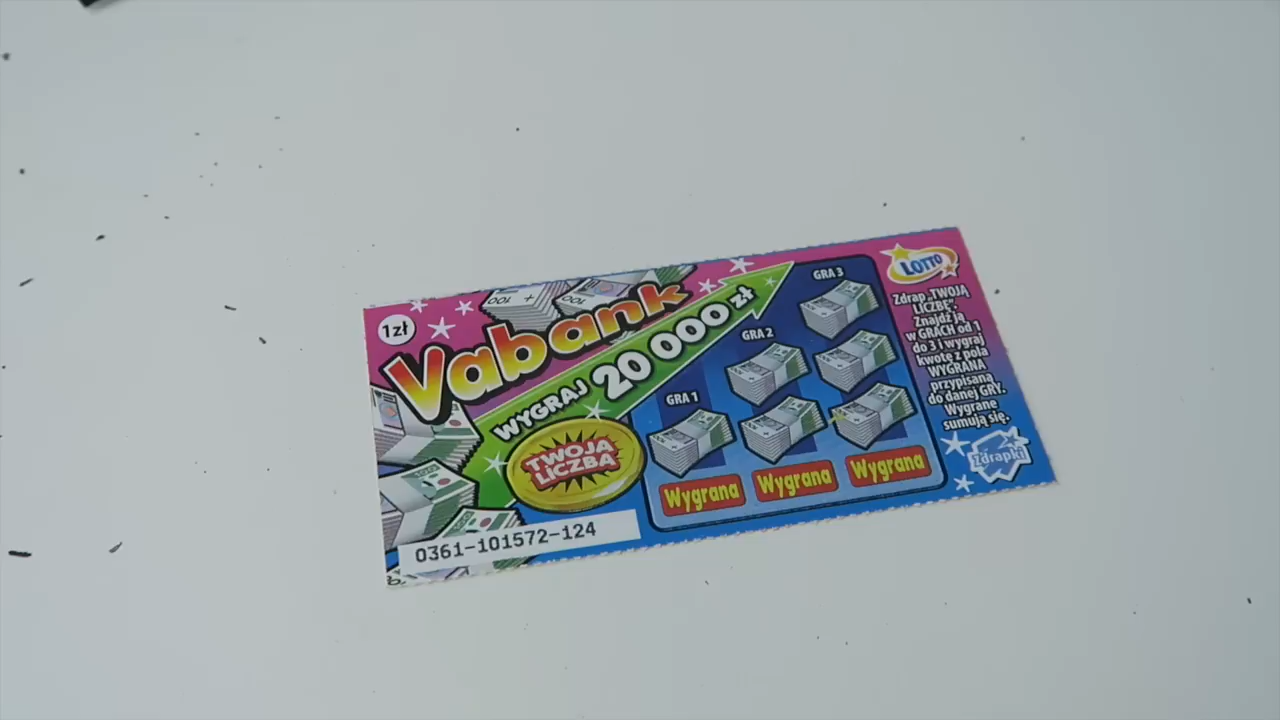 1zł
Vabank
WYGRAJ 20 000 zł
TWOJA
LICZBA
0361-101572-124
GRA 1
GRA 2
GRA 3
Wygrana
Wygrana
Wygrana
LOTTO
Zdrap „TWOJĄ
LICZBĘ”.
Znajdź ją
w GRACH od 1
do 3 i wygraj
kwotę z pola
WYGRANA
przypisaną
do danej GRY.
Wygrane
sumują się.
Zdrapki